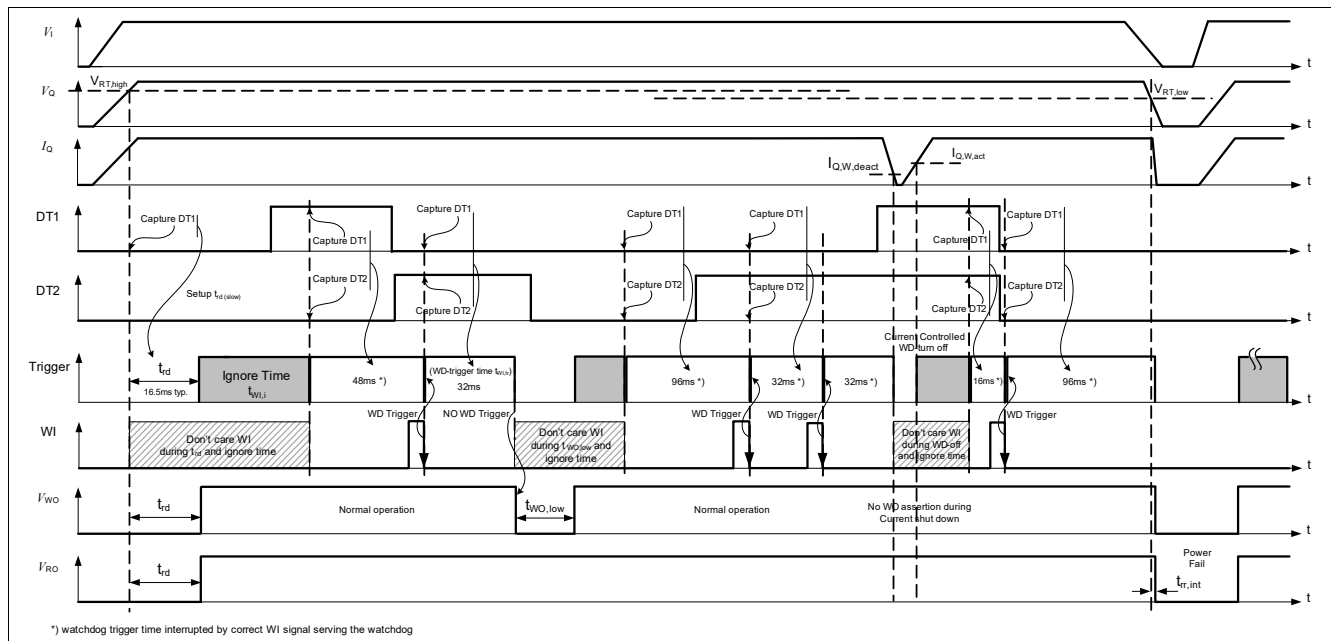 VI
t
VRT,high
VQ
VRT,low
t
IQ
IQ,W,deact
IQ,W,act
t
DT1
Capture DT1
Capture DT1
Capture DT1
Capture DT1
Capture DT1
Capture DT1
Capture DT1
t
DT2
Setup trd (slow)
Capture DT2
Capture DT2
Capture DT2
Capture DT2
Capture DT2
Capture DT2
t
Current Controlled
WD turn off
Trigger
trd
16.5ms typ.
Ignore Time
tWI,i
48ms *)
(WD-trigger time tWI,tr)
32ms
96ms *)
32ms *)
32ms *)
16ms *)
96ms *)
t
WD Trigger
NO WD Trigger
WD Trigger
WD Trigger
WD Trigger
WI
Don't care WI
during trd and ignore time
Don't care WI
during tWO,low and
ignore time
Don't care WI
during WD-off
and Ignore time
t
VWO
trd
Normal operation
tWO,low
Normal operation
No WD assertion during
Current shut down
t
VRO
trd
Power
Fail
trr,int
t
*) watchdog trigger time interrupted by correct WI signal serving the watchdog